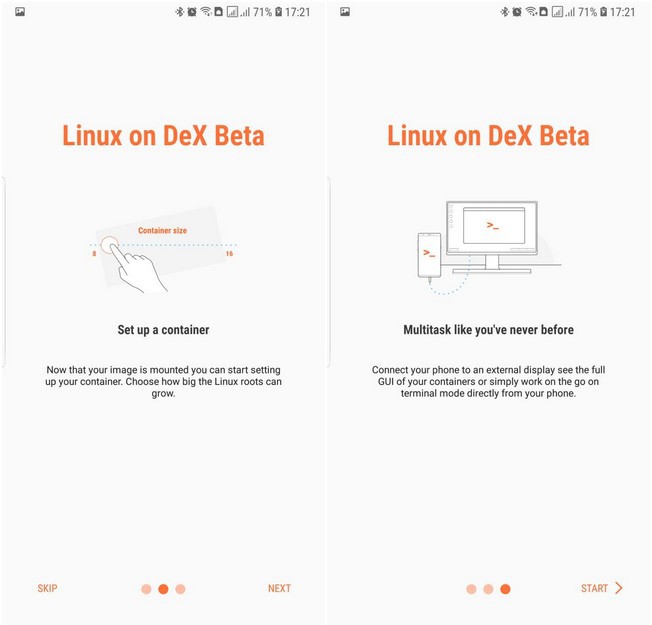 71% 17:21
Linux on DeX Beta
Container size
8
16
Set up a container
Now that your image is mounted you can start setting
up your container. Choose how big the Linux roots can
grow.
SKIP
NEXT
71% 17:21
Linux on DeX Beta
>_
>_
Multitask like you've never before
Connect your phone to an external display see the full
GUI of your containers or simply work on the go on
terminal mode directly from your phone.
START